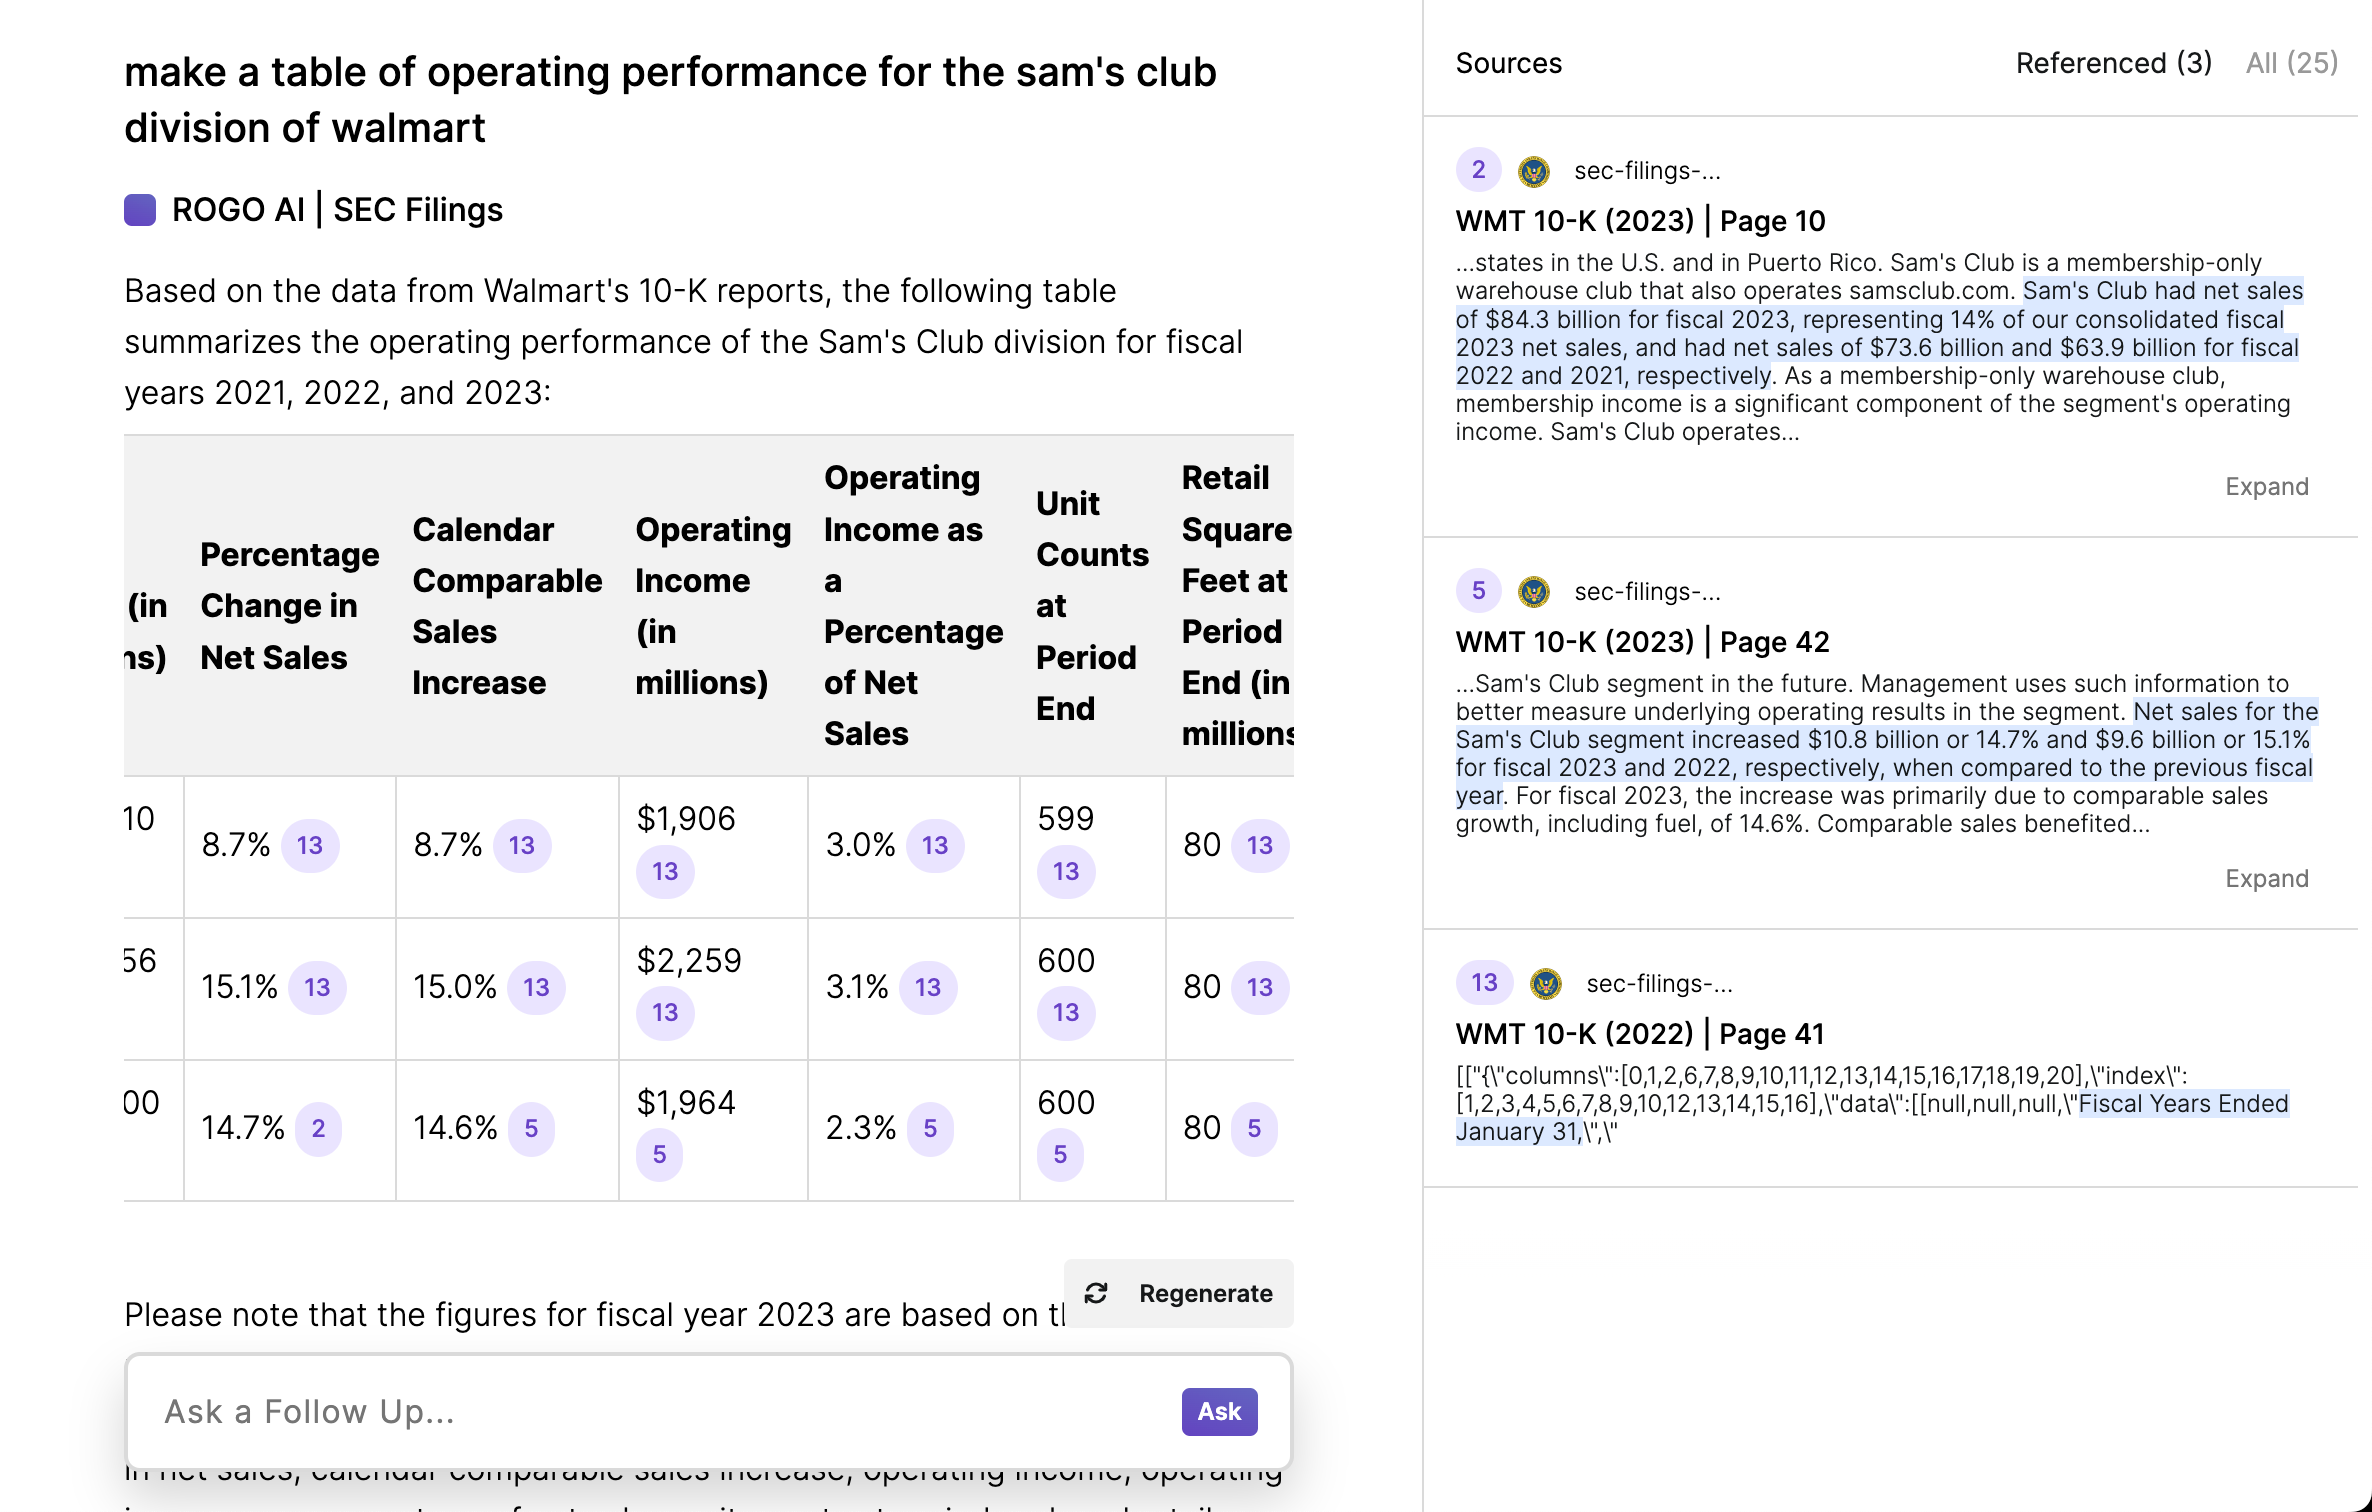 make a table of operating performance for the sam's club
division of walmart
ROGO AI | SEC Filings
Based on the data from Walmart's 10-K reports, the following table
summarizes the operating performance of the Sam's Club division for fiscal
years 2021, 2022, and 2023:
(in
ns)
Percentage
Change in
Net Sales
Calendar
Comparable
Sales
Increase
Operating
Income
(in
millions)
Operating
Income as
a
Percentage
of Net
Sales
Unit
Counts
at
Period
End
Retail
Square
Feet at
Period
End (in
millions
10 8.7% 13 8.7% 13 $1,906 13 3.0% 13 599 13 80 13
56 15.1% 13 15.0% 13 $2,259 13 3.1% 13 600 13 80 13
00 14.7% 2 14.6% 5 $1,964 5 2.3% 5 600 5 80 5
Regenerate
Please note that the figures for fiscal year 2023 are based on
Ask a Follow Up...
Ask
in net sales, calendar comparable sales increase, operating income, operating
Sources
Referenced (3) All (25)
2 sec-filings-...
WMT 10-K (2023) | Page 10
...states in the U.S. and in Puerto Rico. Sam's Club is a membership-only
warehouse club that also operates samsclub.com. Sam's Club had net sales
of $84.3 billion for fiscal 2023, representing 14% of our consolidated fiscal
2023 net sales, and had net sales of $73.6 billion and $63.9 billion for fiscal
2022 and 2021, respectively. As a membership-only warehouse club,
membership income is a significant component of the segment's operating
income. Sam's Club operates...
Expand
5 sec-filings-...
WMT 10-K (2023) | Page 42
...Sam's Club segment in the future. Management uses such information to
better measure underlying operating results in the segment. Net sales for the
Sam's Club segment increased $10.8 billion or 14.7% and $9.6 billion or 15.1%
for fiscal 2023 and 2022, respectively, when compared to the previous fiscal
year. For fiscal 2023, the increase was primarily due to comparable sales
growth, including fuel, of 14.6%. Comparable sales benefited...
Expand
13 sec-filings-...
WMT 10-K (2022) | Page 41
[["{\"columns\":[0,1,2,6,7,8,9,10,11,12,13,14,15,16,17,18,19,20],\"index\":
[1,2,3,4,5,6,7,8,9,10,12,13,14,15,16],\"data\":[[null,null,null,\"Fiscal Years Ended
January 31,\",\"